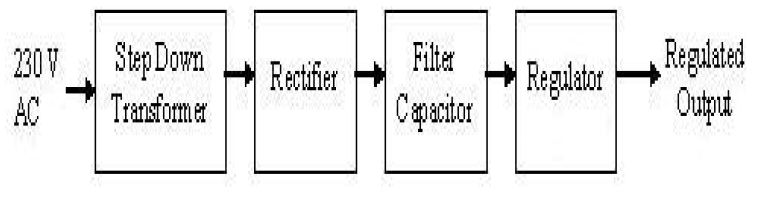 230 V
AC
Step Down
Transformer
Rectifier
Filter
Capacitor
Regulator
Regulated
Output